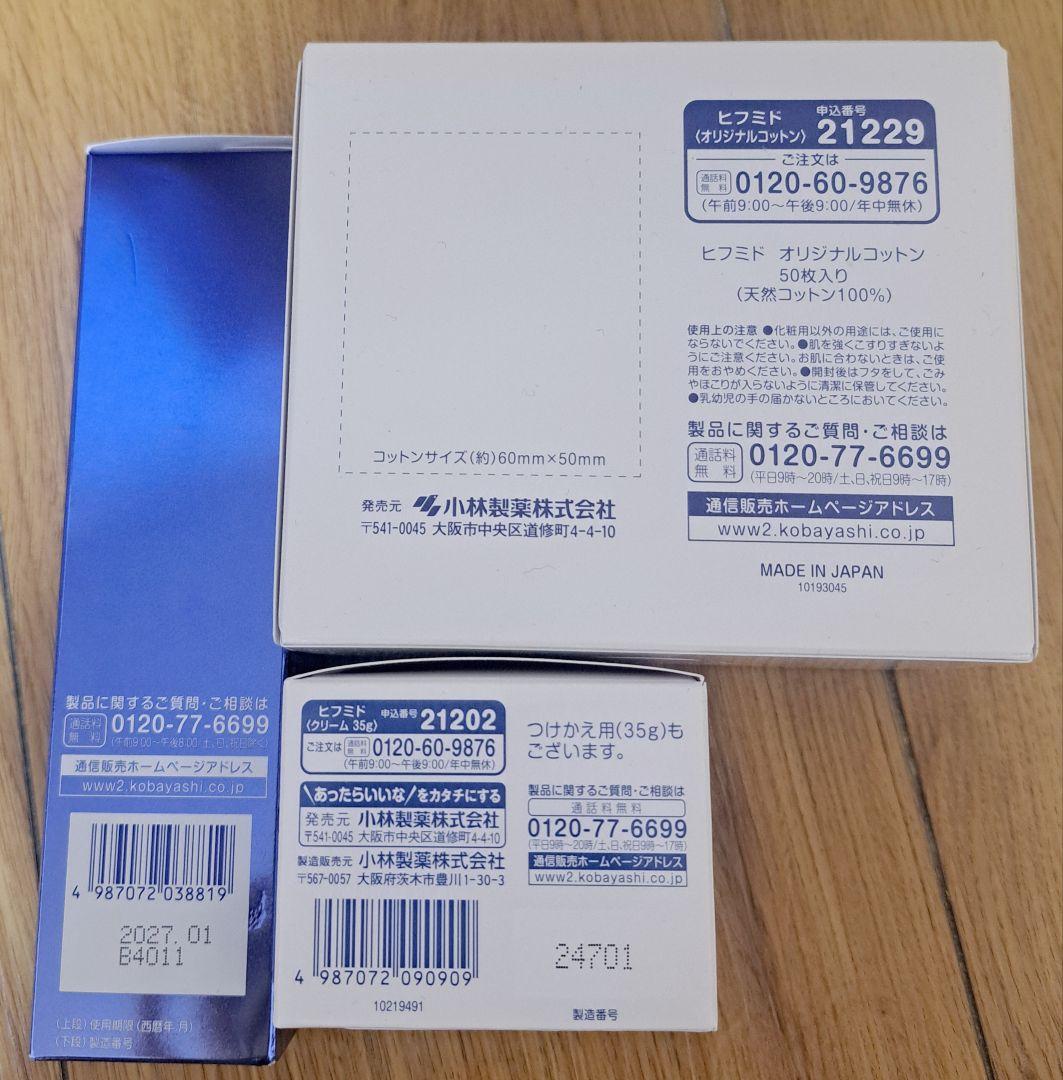 ヒフミド
〈オリジナルコットン〉
申込番号
21229
ご注文は
通話料
無料
0120-60-9876
(午前9:00～午後9:00/年中無休)
ヒフミド オリジナルコットン
50枚入り
(天然コットン100%)
使用上の注意 ●化粧用以外の用途には、ご使用に
ならないでください。●肌を強くこすりすぎないよ
うにご注意ください。お肌に合わないときは、ご使
用をおやめください。●開封後はフタをして、ごみ
やほこりが入らないように清潔に保管してください。
●乳幼児の手の届かないところにおいてください。
製品に関するご質問・ご相談は
通話料
無料
0120-77-6699
(平日9時～20時/土、日、祝日9時～17時)
通信販売ホームページアドレス
www2.kobayashi.co.jp
MADE IN JAPAN
10193045
コットンサイズ(約)60mm×50mm
発売元 小林製薬株式会社
〒541-0045 大阪市中央区道修町4-4-10
製品に関するご質問・ご相談は
通話料
無料
0120-77-6699
(午前9:00～午後8:00/土、日、祝日除く)
通信販売ホームページアドレス
www2.kobayashi.co.jp
4 987072 038819
2027.01
B4011
(上段)使用期限(西暦年.月)
(下段)製造番号
ヒフミド
〈クリーム 35g〉
申込番号 21202
ご注文は 通話料無料 0120-60-9876
(午前9:00～午後9:00/年中無休)
\あったらいいな/をカタチにする
発売元 小林製薬株式会社
〒541-0045 大阪市中央区道修町4-4-10
製造販売元 小林製薬株式会社
〒567-0057 大阪府茨木市豊川1-30-3
4 987072 090909
10219491
つけかえ用(35g)も
ございます。
製品に関するご質問・ご相談は
通話料無料
0120-77-6699
(平日9時～20時/土、日、祝日9時～17時)
通信販売ホームページアドレス
www2.kobayashi.co.jp
24701
製造番号